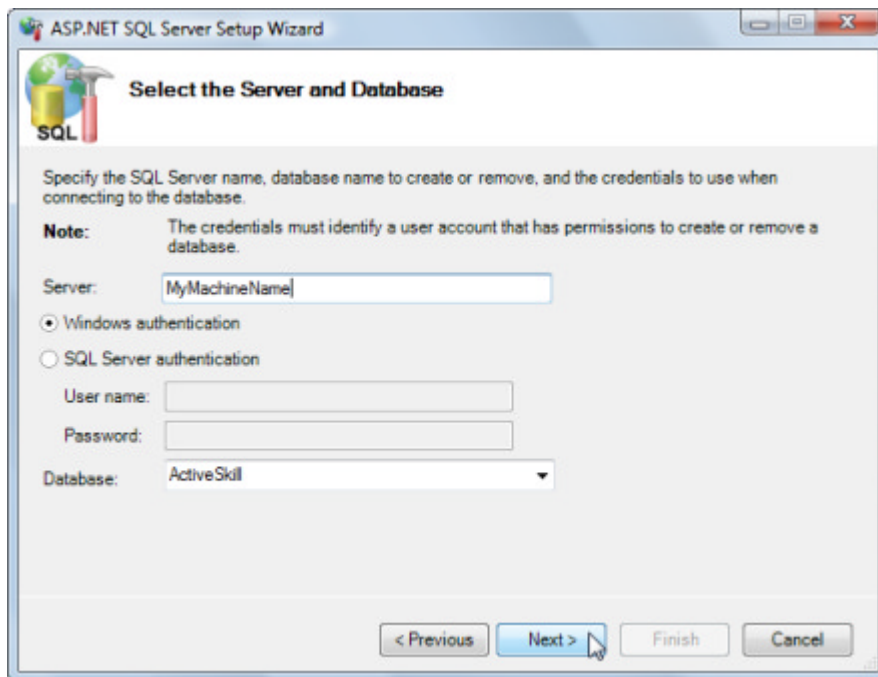 ASP.NET SQL Server Setup Wizard
Select the Server and Database
SQL
Specify the SQL Server name, database name to create or remove, and the credentials to use when
connecting to the database.
Note: The credentials must identify a user account that has permissions to create or remove a
database.
Server: MyMachineName
Windows authentication
SQL Server authentication
User name:
Password:
Database: ActiveSkill
< Previous Next > Finish Cancel